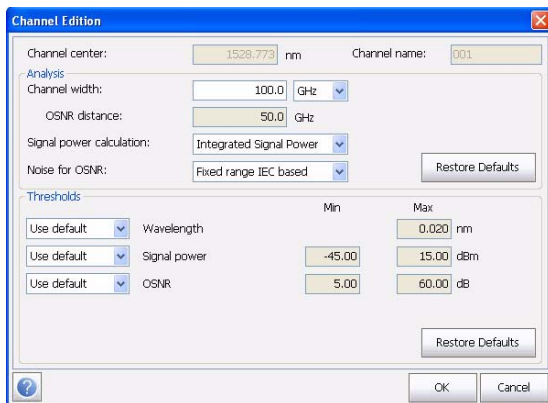 Channel Edition
Channel center: 1528.773 nm Channel name: 001
Analysis
Channel width: 100.0 GHz
OSNR distance: 50.0 GHz
Signal power calculation: Integrated Signal Power
Noise for OSNR: Fixed range IEC based
Restore Defaults
Thresholds
Min Max
Use default Wavelength 0.020 nm
Use default Signal power -45.00 15.00 dBm
Use default OSNR 5.00 60.00 dB
Restore Defaults
? OK Cancel